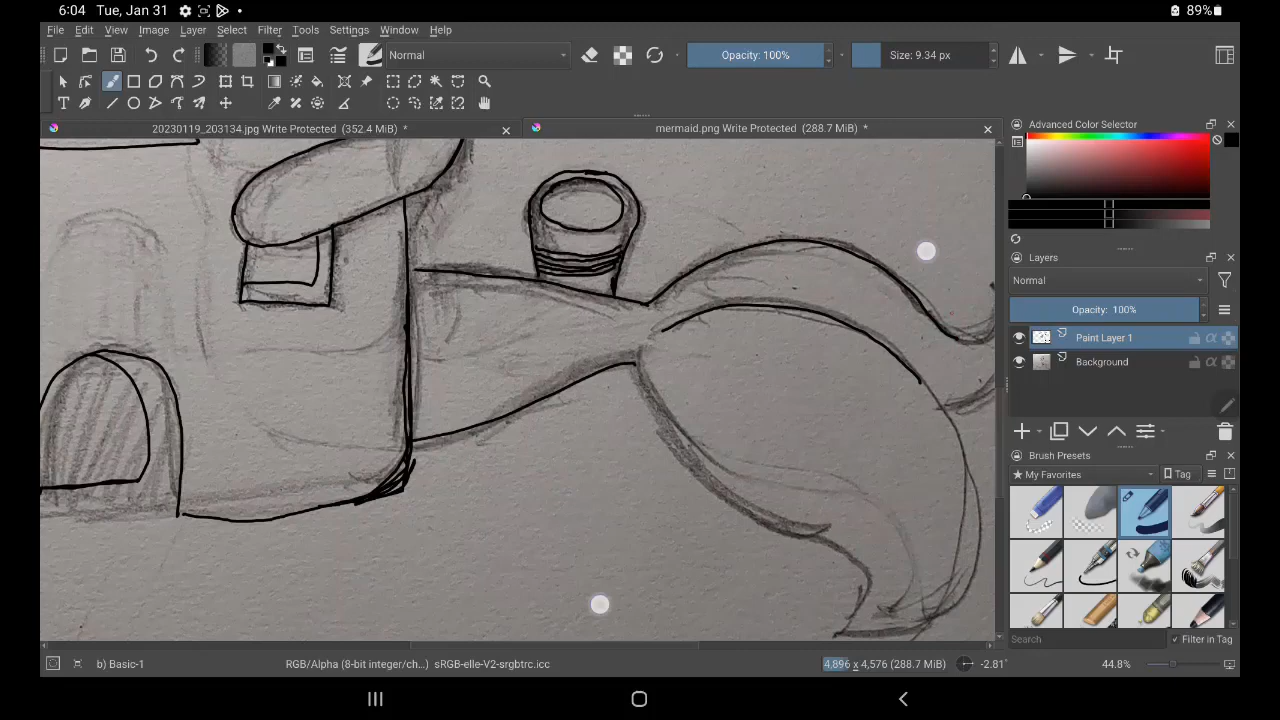 6:04 Tue, Jan 31
89%
File Edit View Image Layer Select Filter Tools Settings Window Help
Normal
Opacity: 100%
Size: 9.34 px
20230119_203134.jpg Write Protected (352.4 MiB) *
mermaid.png Write Protected (288.7 MiB) *
Advanced Color Selector
Layers
Normal
Opacity: 100%
Paint Layer 1
Background
Brush Presets
★ My Favorites
Tag
Search
✓ Filter in Tag
b) Basic-1
RGB/Alpha (8-bit integer/ch...) sRGB-elle-V2-srgbtrc.icc
4,896 x 4,576 (288.7 MiB)
-2.81°
44.8%